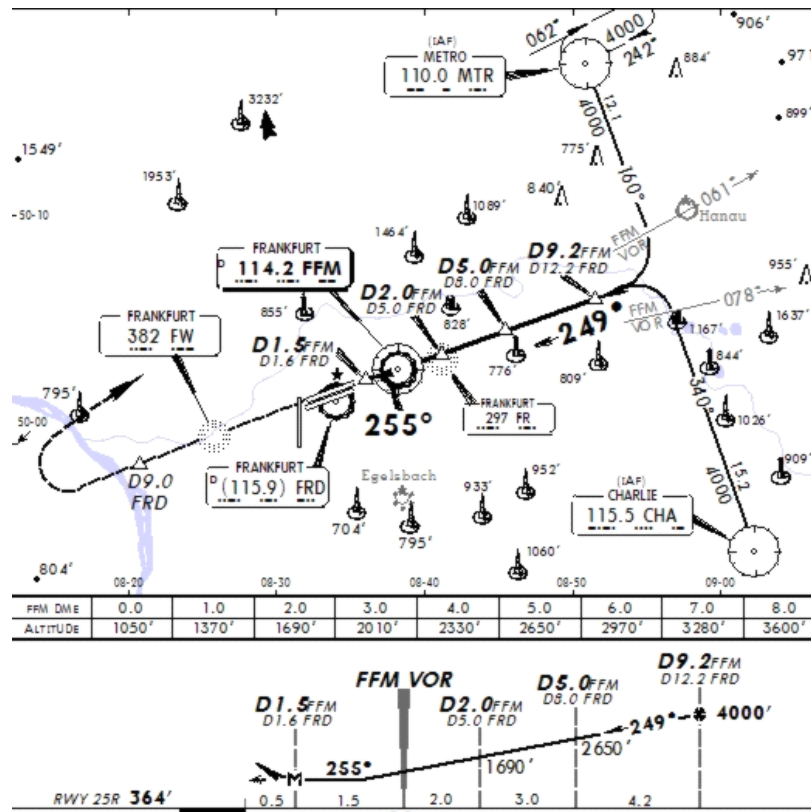 906'
062°
4000
242°
(IAF)
METRO
110.0 MTR
884'
971
3232'
12.1
4000
899'
1549'
775'
160°
1953'
840'
061°
Hanau
50-10
1089'
FFM
VOR
1464'
FRANKFURT
D 114.2 FFM
D9.2FFM
D12.2 FRD
D5.0FFM
D8.0 FRD
955'
D2.0FFM
D5.0 FRD
078°
FFM
VOR
249°
855'
828'
1167'
1637'
FRANKFURT
382 FW
D1.5FFM
D1.6 FRD
776'
809'
844'
795'
340°
FRANKFURT
297 FR
255°
1026'
50-00
FRANKFURT
D (115.9) FRD
D9.0
FRD
Egelsbach
933'
952'
909'
15.2
4000
(IAF)
CHARLIE
115.5 CHA
704'
795'
1060'
804'
08-20 08-30 08-40 08-50 09-00
FFM DME 0.0 1.0 2.0 3.0 4.0 5.0 6.0 7.0 8.0
ALTITUDE 1050' 1370' 1690' 2010' 2330' 2650' 2970' 3280' 3600'
D9.2FFM
D12.2 FRD
FFM VOR
D5.0FFM
D8.0 FRD
D1.5FFM
D1.6 FRD
D2.0FFM
D5.0 FRD
249° 4000'
2650'
255°
1690'
M
RWY 25R 364'
0.5 1.5 2.0 3.0 4.2